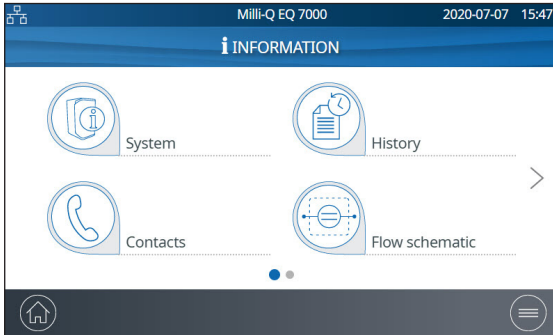 Milli-Q EQ 7000 2020-07-07 15:47
i INFORMATION
System History
Contacts Flow schematic